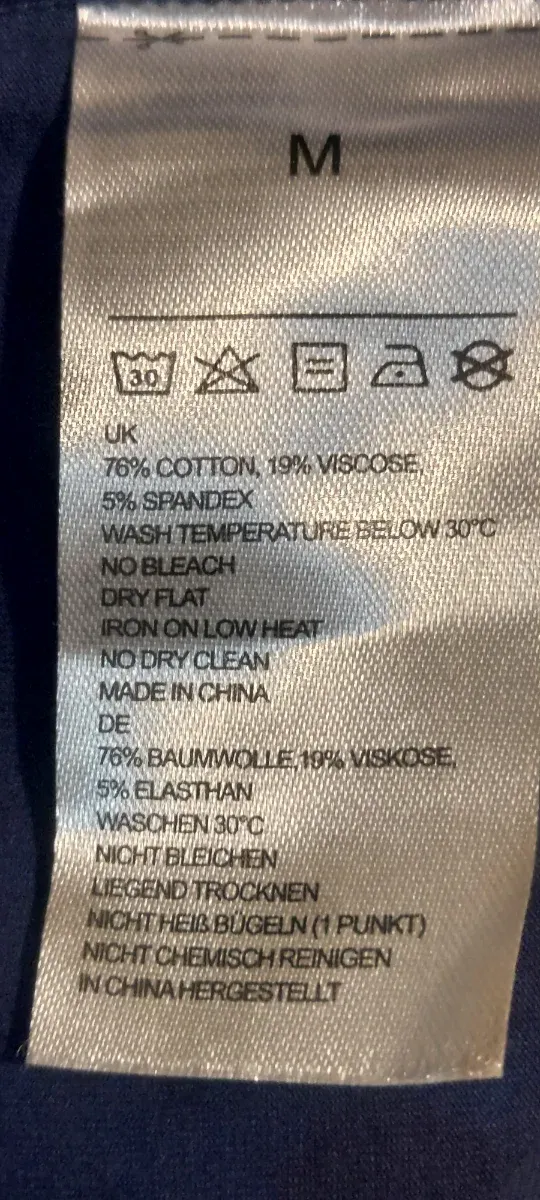 M
30
UK
76% COTTON, 19% VISCOSE,
5% SPANDEX
WASH TEMPERATURE BELOW 30°C
NO BLEACH
DRY FLAT
IRON ON LOW HEAT
NO DRY CLEAN
MADE IN CHINA
DE
76% BAUMWOLLE,19% VISKOSE,
5% ELASTHAN
WASCHEN 30°C
NICHT BLEICHEN
LIEGEND TROCKNEN
NICHT HEIß BÜGELN (1 PUNKT)
NICHT CHEMISCH REINIGEN
IN CHINA HERGESTELLT